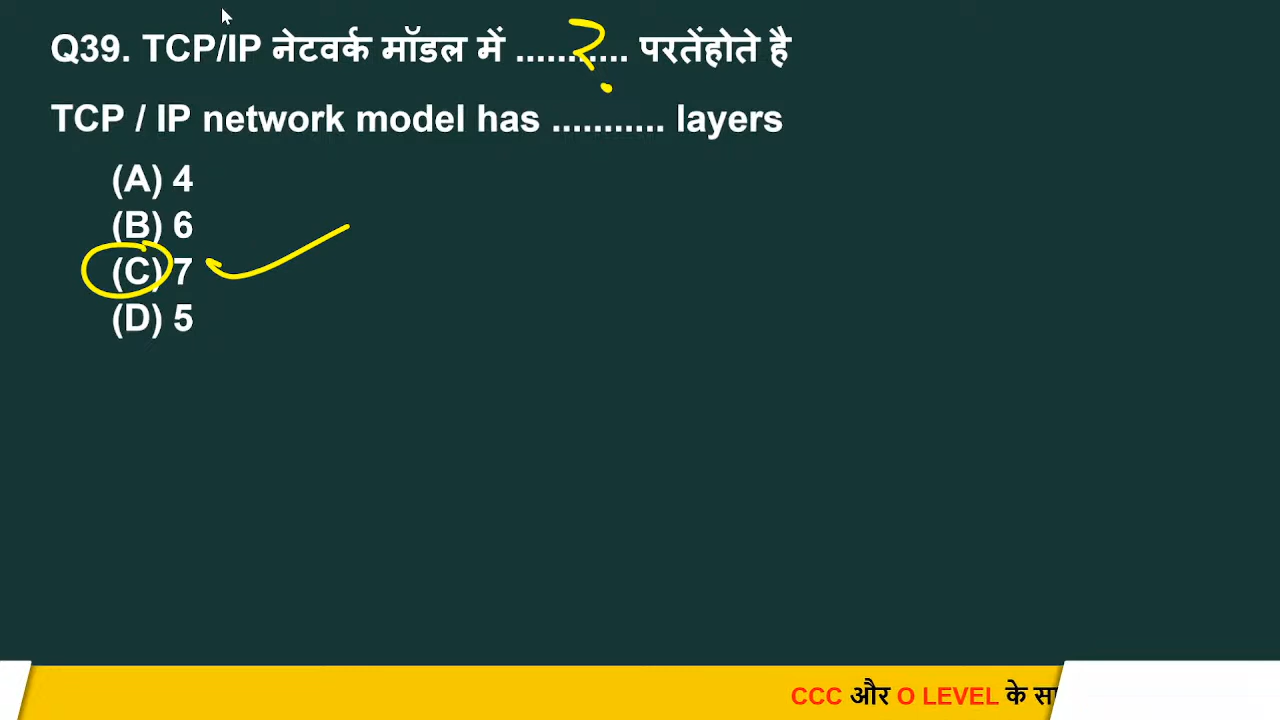 Q39. TCP/IP नेटवर्क मॉडल में ........... परतेंहोते है
?
TCP / IP network model has ........... layers
(A) 4
(B) 6
(C) 7
(D) 5
CCC और O LEVEL के